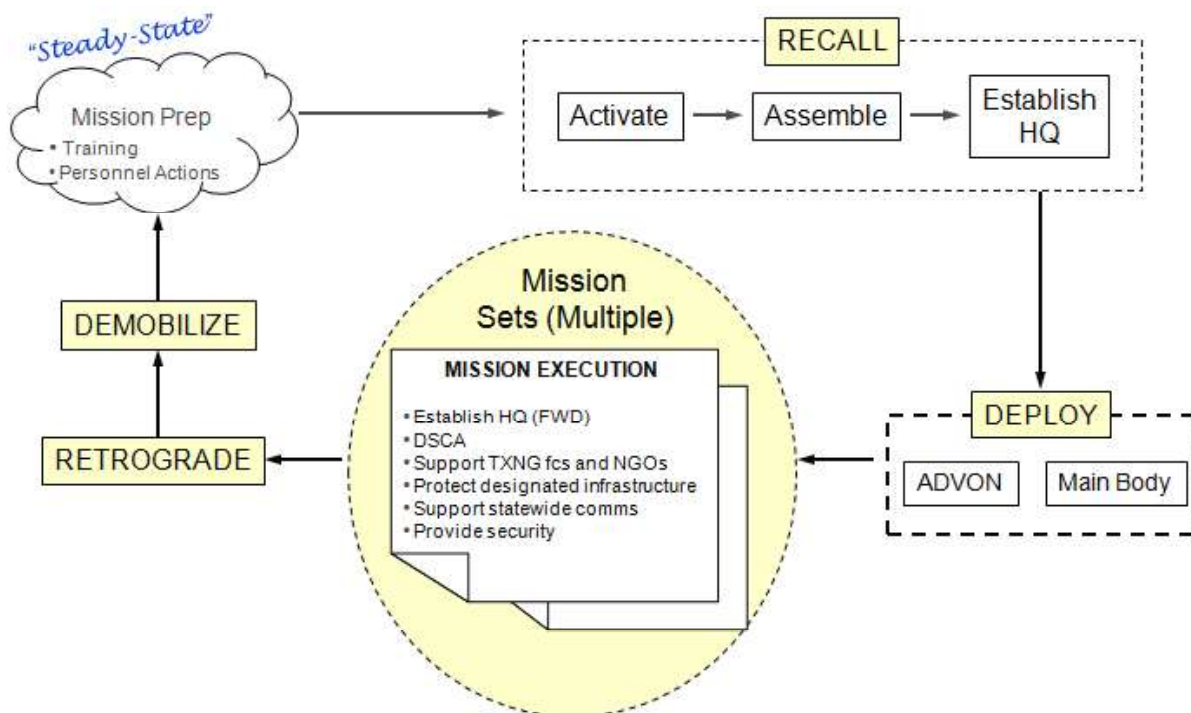 "Steady-State"
Mission Prep
• Training
• Personnel Actions
RECALL
Activate
Assemble
Establish
HQ
DEPLOY
ADVON
Main Body
Mission
Sets (Multiple)
MISSION EXECUTION
• Establish HQ (FWD)
• DSCA
• Support TXNG fcs and NGOs
• Protect designated infrastructure
• Support statewide comms
• Provide security
RETROGRADE
DEMOBILIZE